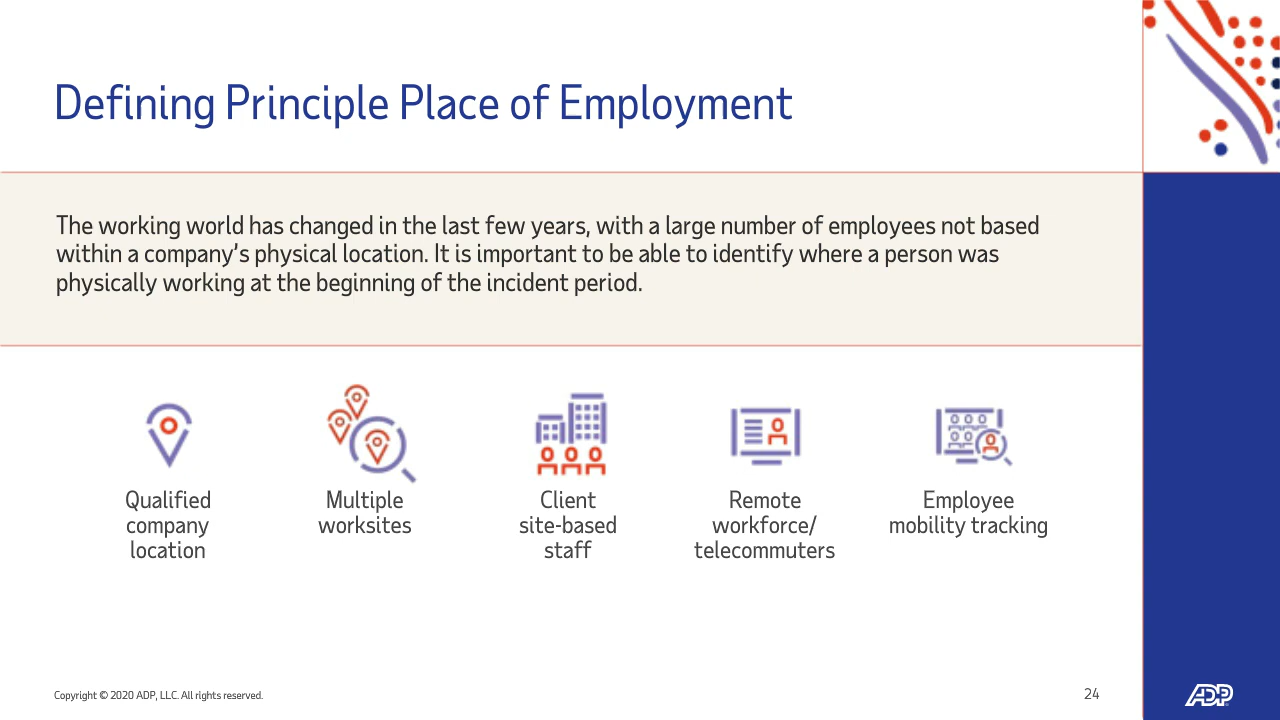 Defining Principle Place of Employment
The working world has changed in the last few years, with a large number of employees not based
within a company's physical location. It is important to be able to identify where a person was
physically working at the beginning of the incident period.
Qualified
company
location
Multiple
worksites
Client
site-based
staff
Remote
workforce/
telecommuters
Employee
mobility tracking
Copyright © 2020 ADP, LLC. All rights reserved.
24
ADP